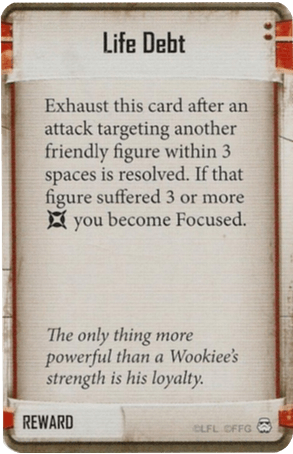 Life Debt
Exhaust this card after an
attack targeting another
friendly figure within 3
spaces is resolved. If that
figure suffered 3 or more
you become Focused.
The only thing more
powerful than a Wookiee's
strength is his loyalty.
REWARD
©LFL ©FFG